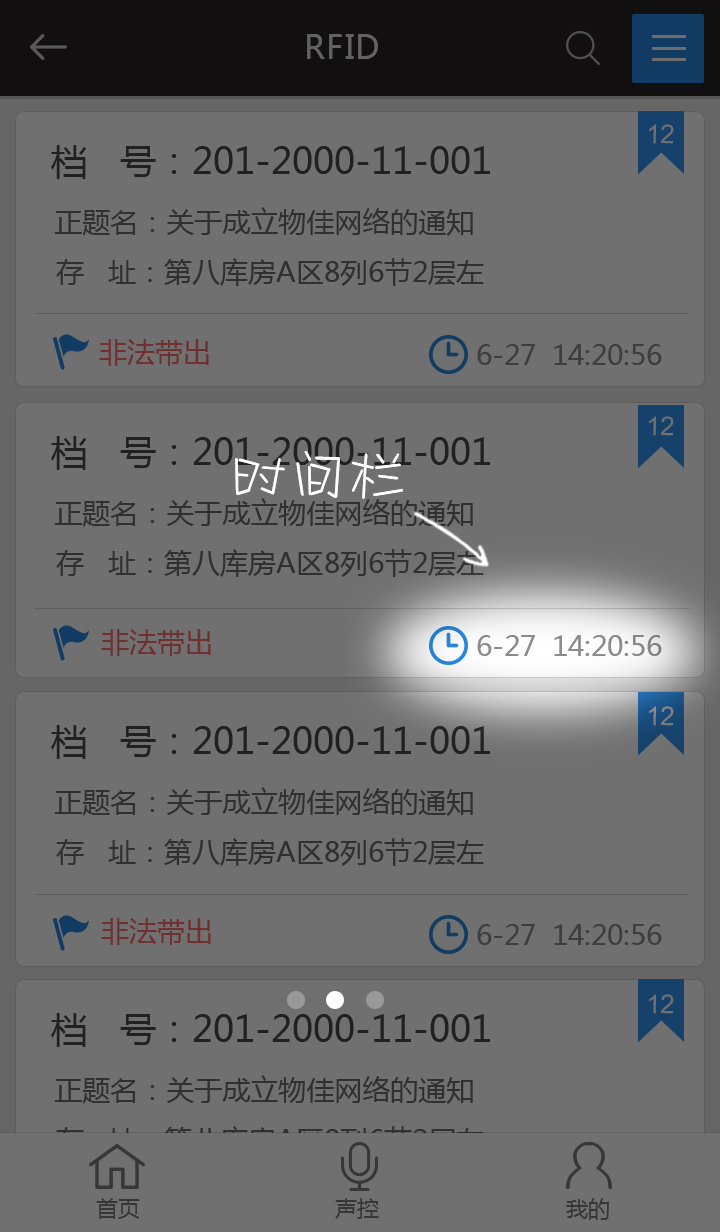 RFID
12
档 号：201-2000-11-001
正题名：关于成立物佳网络的通知
存 址：第八库房A区8列6节2层左
非法带出 6-27 14:20:56
12
档 号：201-2000-11-001
时间栏
正题名：关于成立物佳网络的通知
存 址：第八库房A区8列6节2层左
非法带出 6-27 14:20:56
12
档 号：201-2000-11-001
正题名：关于成立物佳网络的通知
存 址：第八库房A区8列6节2层左
非法带出 6-27 14:20:56
12
档 号：201-2000-11-001
正题名：关于成立物佳网络的通知
首页 声控 我的